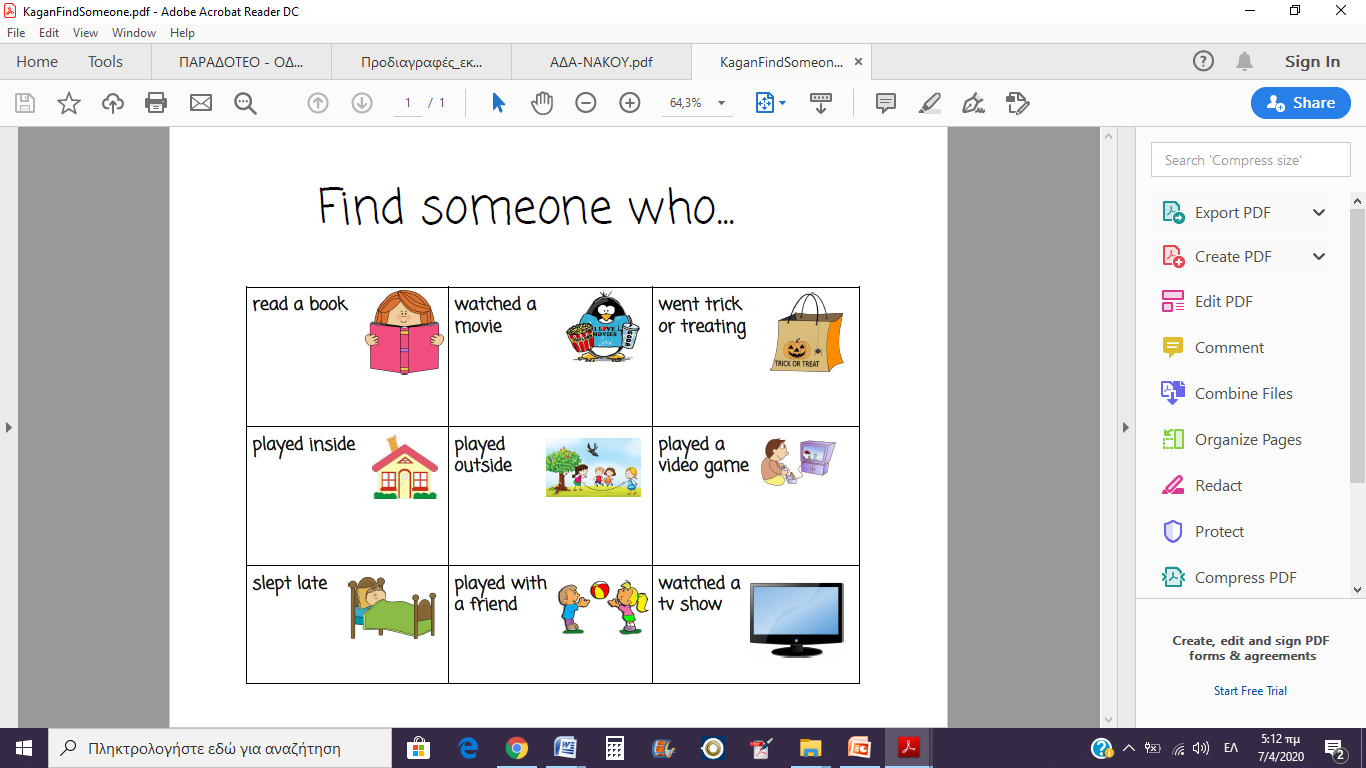 KaganFindSomeone.pdf - Adobe Acrobat Reader DC
File Edit View Window Help
Home Tools ΠΑΡΑΔΟΤΕΟ - ΟΔ... Προδιαγραφές_εκ... ΑΔΑ-ΝΑΚΟΥ.pdf KaganFindSomeon... × Sign In
1 / 1 64,3% Share
Search 'Compress size'
Export PDF
Create PDF
Edit PDF
Comment
Combine Files
Organize Pages
Redact
Protect
Compress PDF
Create, edit and sign PDF
forms & agreements
Start Free Trial
Find someone who...
read a book
watched a
movie
I LOVE
MOVIES
SODA
went trick
or treating
TRICK OR TREAT
played inside
played
outside
played a
video game
slept late
played with
a friend
watched a
tv show
Πληκτρολογήστε εδώ για αναζήτηση
ΕΛ
5:12 πμ
7/4/2020
2